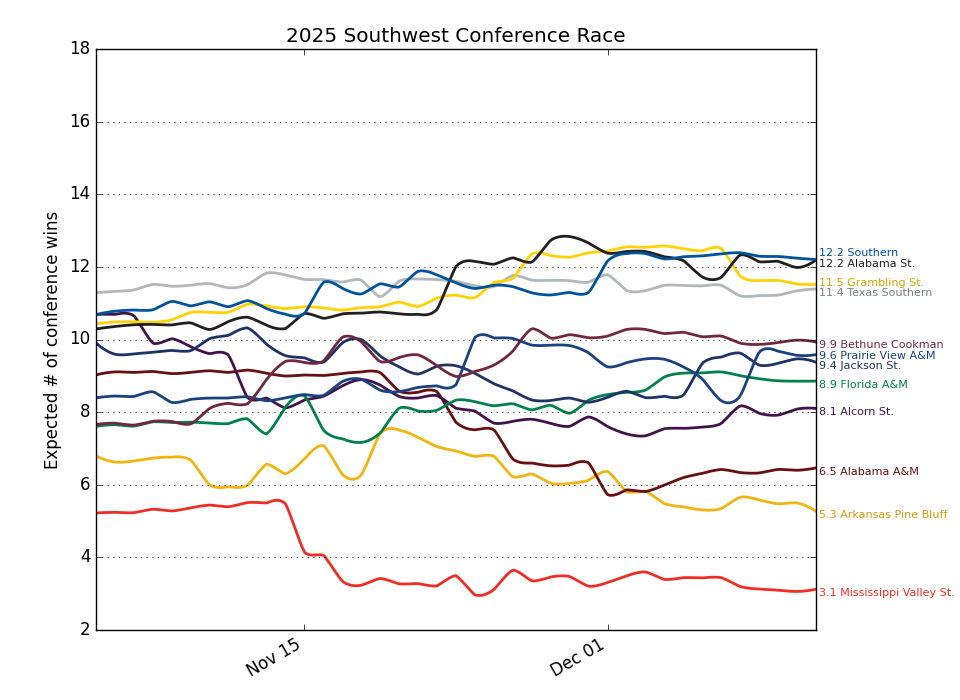 2025 Southwest Conference Race
Expected # of conference wins
18
16
14
12
10
8
6
4
2
Nov 15
Dec 01
12.2 Southern
12.2 Alabama St.
11.5 Grambling St.
11.4 Texas Southern
9.9 Bethune Cookman
9.6 Prairie View A&M
9.4 Jackson St.
8.9 Florida A&M
8.1 Alcorn St.
6.5 Alabama A&M
5.3 Arkansas Pine Bluff
3.1 Mississippi Valley St.